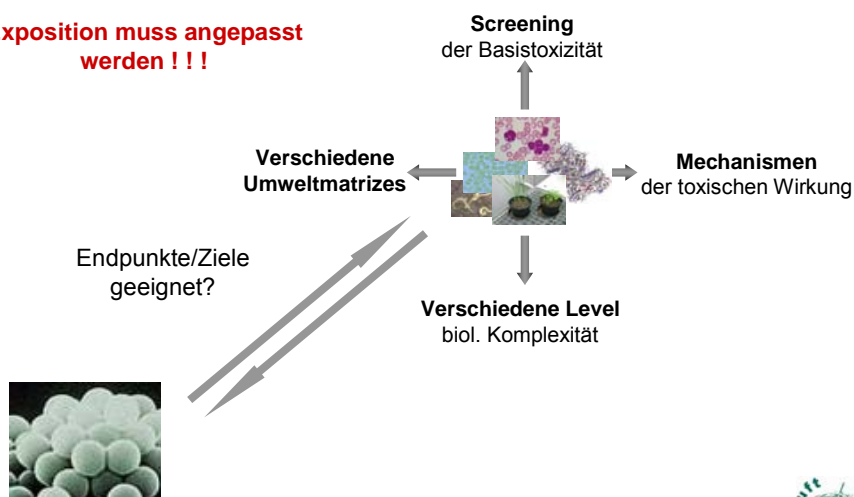 xposition muss angepasst
werden ! ! !
Screening
der Basistoxizität
Verschiedene
Umweltmatrizes
Mechanismen
der toxischen Wirkung
Endpunkte/Ziele
geeignet?
Verschiedene Level
biol. Komplexität
uft